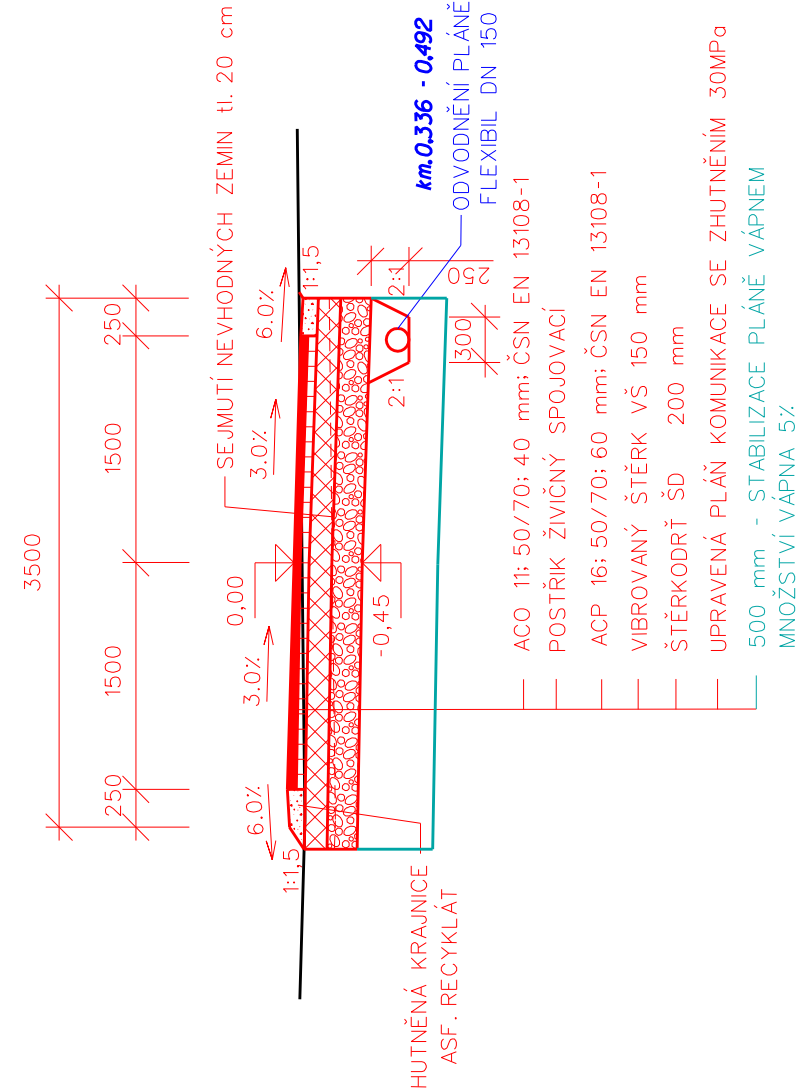 3500
250
1500
1500
250
SEJMUTÍ NEVHODNÝCH ZEMIN tl. 20 cm
6.0%
3.0%
3.0%
6.0%
1:1,5
1:1,5
0,00
-0,45
2:1
2:1
300
250
km.0.336 - 0.492
ODVODNĚNÍ PLÁNĚ
FLEXIBIL DN 150
HUTNĚNÁ KRAJNICE
ASF. RECYKLÁT
ACO 11; 50/70; 40 mm; ČSN EN 13108-1
POSTŘIK ŽIVIČNÝ SPOJOVACÍ
ACP 16; 50/70; 60 mm; ČSN EN 13108-1
VIBROVANÝ ŠTĚRK VŠ 150 mm
ŠTĚRKODRŤ ŠD 200 mm
UPRAVENÁ PLÁŇ KOMUNIKACE SE ZHUTNĚNÍM 30MPa
500 mm - STABILIZACE PLÁNĚ VÁPNEM
MNOŽSTVÍ VÁPNA 5%